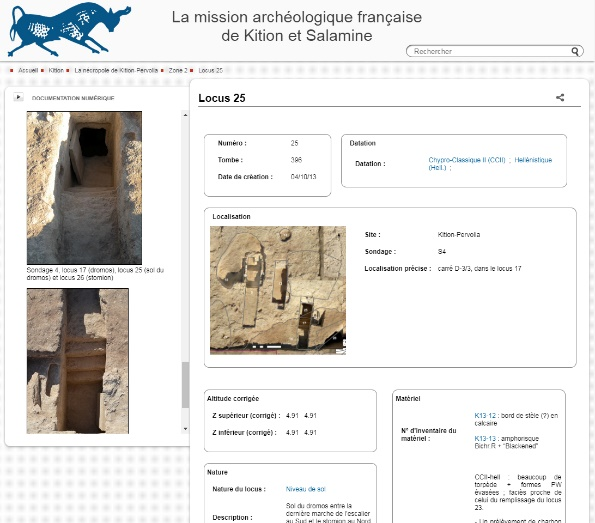 La mission archéologique française
de Kition et Salamine
Rechercher
Accueil Kition La nécropole de Kition-Pervolia Zone 2 Locus 25
DOCUMENTATION NUMÉRIQUE
Sondage 4, locus 17 (dromos), locus 25 (sol du
dromos) et locus 26 (stomion)
Locus 25
Numéro : 25
Tombe : 396
Date de création : 04/10/13
Datation
Datation : Chypro-Classique II (CCII) ; Hellénistique
(Hell.) ;
Localisation
Site : Kition-Pervolia
Sondage : S4
Localisation précise : carré D-3/3, dans le locus 17
Altitude corrigée
Z supérieur (corrigé) : 4.91 4.91
Z inférieur (corrigé) : 4.91 4.91
Matériel
N° d'inventaire du
matériel :
K13-12 : bord de stèle (?) en
calcaire
K13-13 : amphorisque
Bichr.R + "Blackened"
CCII-hell : beaucoup de
torpède + formes PW
évasées ; faciès proche de
celui du remplissage du locus
23.
- Un prélèvement de charbon
Nature
Nature du locus : Niveau de sol
Description :
Sol du dromos entre la
dernière marche de l'escalier
au Sud et le stomion au Nord